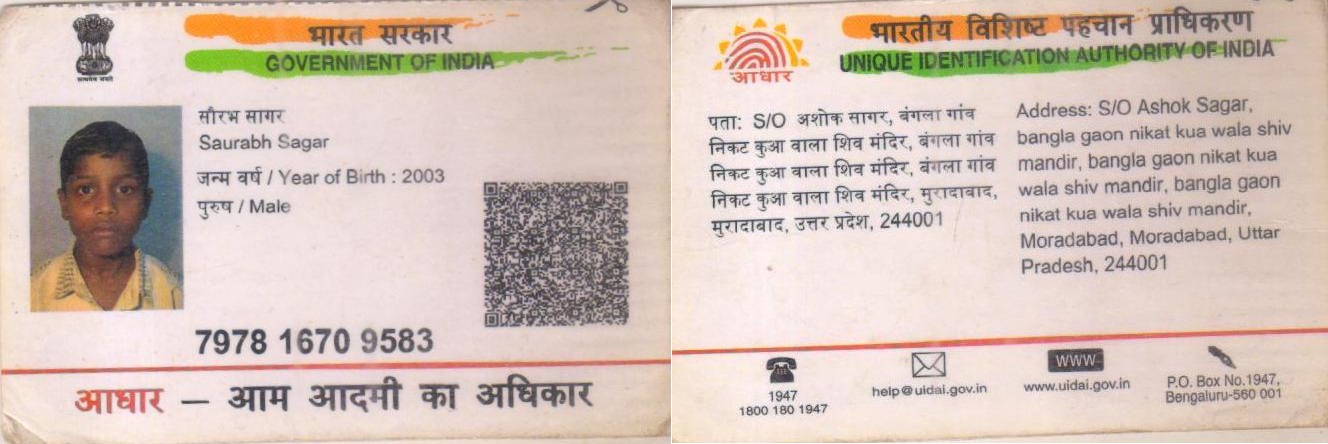 भारत सरकार
GOVERNMENT OF INDIA
सौरभ सागर
Saurabh Sagar
जन्म वर्ष / Year of Birth : 2003
पुरुष / Male
7978 1670 9583
आधार – आम आदमी का अधिकार
भारतीय विशिष्ट पहचान प्राधिकरण
UNIQUE IDENTIFICATION AUTHORITY OF INDIA
आधार
पता: S/O अशोक सागर, बंगला गांव
निकट कुआ वाला शिव मंदिर, बंगला गांव
निकट कुआ वाला शिव मंदिर, बंगला गांव
निकट कुआ वाला शिव मंदिर, मुरादाबाद,
मुरादाबाद, उत्तर प्रदेश, 244001
Address: S/O Ashok Sagar,
bangla gaon nikat kua wala shiv
mandir, bangla gaon nikat kua
wala shiv mandir, bangla gaon
nikat kua wala shiv mandir,
Moradabad, Moradabad, Uttar
Pradesh, 244001
1947
1800 180 1947
help@uidai.gov.in
WWW
www.uidai.gov.in
P.O. Box No.1947,
Bengaluru-560 001